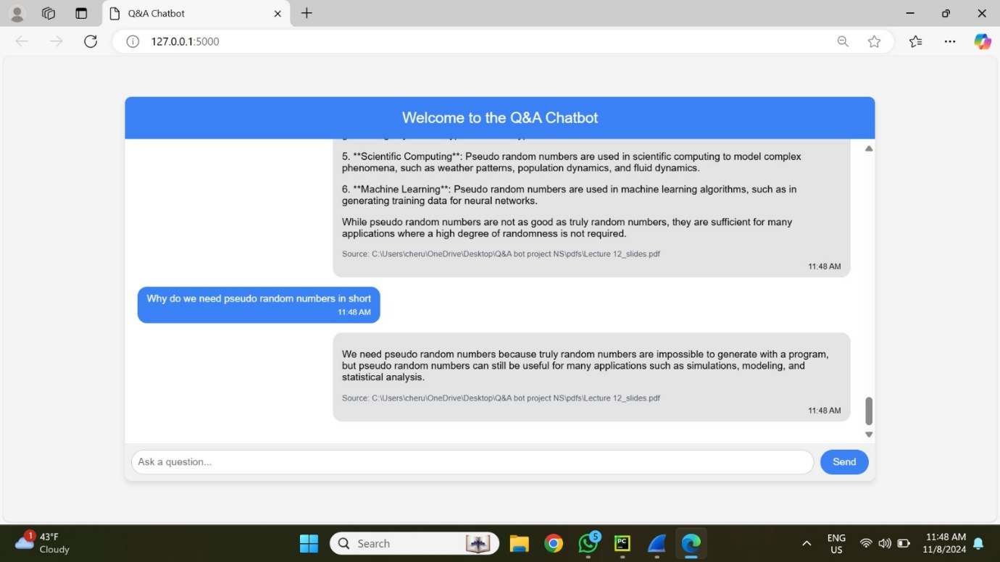 Q&A Chatbot
127.0.0.1:5000
Welcome to the Q&A Chatbot
5. **Scientific Computing**: Pseudo random numbers are used in scientific computing to model complex
phenomena, such as weather patterns, population dynamics, and fluid dynamics.
6. **Machine Learning**: Pseudo random numbers are used in machine learning algorithms, such as in
generating training data for neural networks.
While pseudo random numbers are not as good as truly random numbers, they are sufficient for many
applications where a high degree of randomness is not required.
Source: C:\Users\cheru\OneDrive\Desktop\Q&A bot project NS\pdfs\Lecture 12_slides.pdf
11:48 AM
Why do we need pseudo random numbers in short
11:48 AM
We need pseudo random numbers because truly random numbers are impossible to generate with a program,
but pseudo random numbers can still be useful for many applications such as simulations, modeling, and
statistical analysis.
Source: C:\Users\cheru\OneDrive\Desktop\Q&A bot project NS\pdfs\Lecture 12_slides.pdf
11:48 AM
Ask a question...
Send
1
43°F
Cloudy
Search
5
PC
ENG
US
11:48 AM
11/8/2024